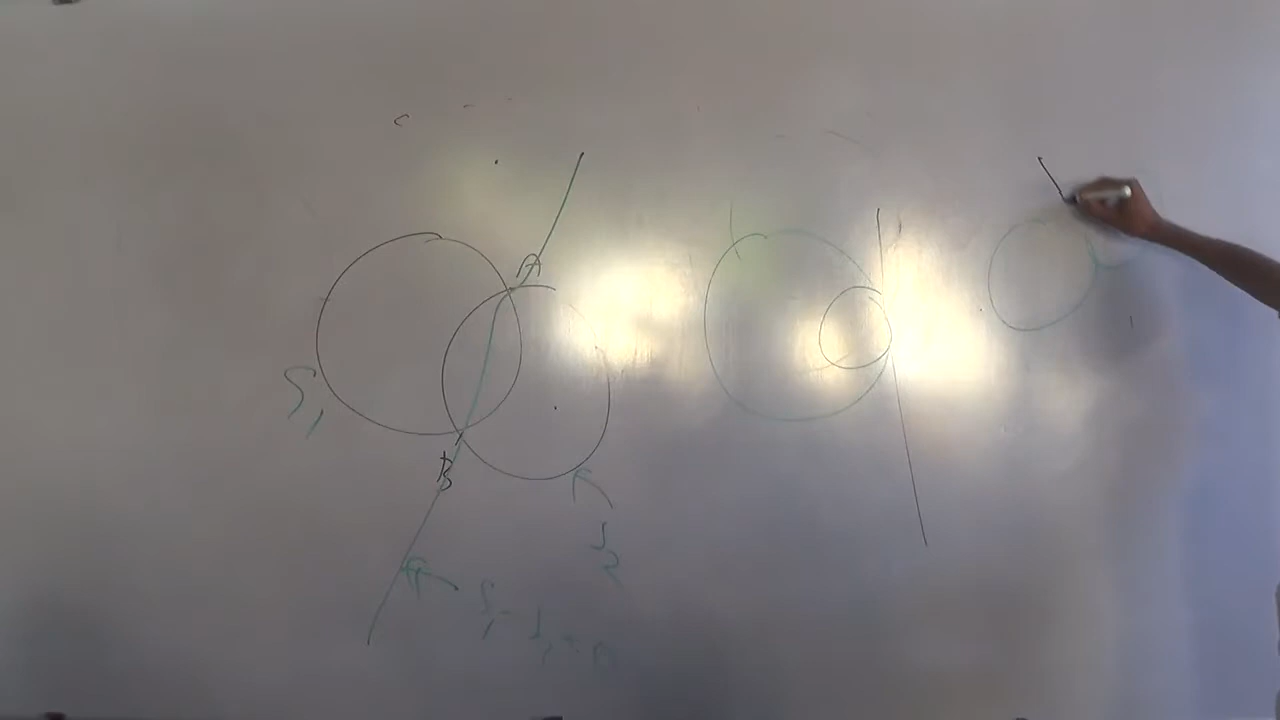 A
S₁
B
S₂
S₁ - S₂ = 0